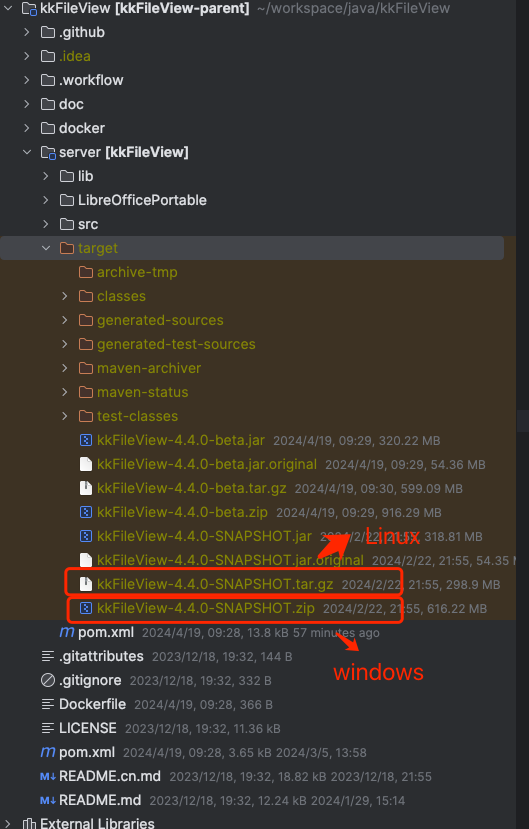 kkFileView [kkFileView-parent] ~/workspace/java/kkFileView
.github
.idea
.workflow
doc
docker
server [kkFileView]
lib
LibreOfficePortable
src
target
archive-tmp
classes
generated-sources
generated-test-sources
maven-archiver
maven-status
test-classes
kkFileView-4.4.0-beta.jar 2024/4/19, 09:29, 320.22 MB
kkFileView-4.4.0-beta.jar.original 2024/4/19, 09:29, 54.36 MB
kkFileView-4.4.0-beta.tar.gz 2024/4/19, 09:30, 599.09 MB
kkFileView-4.4.0-beta.zip 2024/4/19, 09:29, 916.29 MB
kkFileView-4.4.0-SNAPSHOT.jar 2024/2/22, 21:55, 318.81 MB
Linux
kkFileView-4.4.0-SNAPSHOT.jar.original 2024/2/22, 21:55, 54.35
kkFileView-4.4.0-SNAPSHOT.tar.gz 2024/2/22, 21:55, 298.9 MB
kkFileView-4.4.0-SNAPSHOT.zip 2024/2/22, 21:55, 616.22 MB
pom.xml 2024/4/19, 09:28, 13.8 kB 57 minutes ago
.gitattributes 2023/12/18, 19:32, 144 B
windows
.gitignore 2023/12/18, 19:32, 332 B
Dockerfile 2024/4/19, 09:28, 366 B
LICENSE 2023/12/18, 19:32, 11.36 kB
pom.xml 2024/4/19, 09:28, 3.65 kB 2024/3/5, 13:58
README.cn.md 2023/12/18, 19:32, 18.82 kB 2023/12/18, 21:55
README.md 2023/12/18, 19:32, 12.24 kB 2024/1/29, 15:14
External Libraries